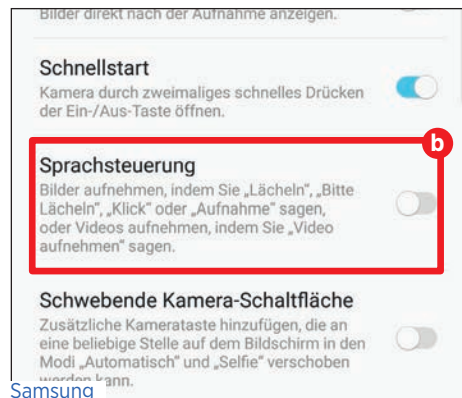 Bilder direkt nach der Aufnahme anzeigen.
Schnellstart
Kamera durch zweimaliges schnelles Drücken
der Ein-/Aus-Taste öffnen.
b
Sprachsteuerung
Bilder aufnehmen, indem Sie „Lächeln“, „Bitte
Lächeln“, „Klick“ oder „Aufnahme“ sagen,
oder Videos aufnehmen, indem Sie „Video
aufnehmen“ sagen.
Schwebende Kamera-Schaltfläche
Zusätzliche Kamerataste hinzufügen, die an
eine beliebige Stelle auf dem Bildschirm in den
Modi „Automatisch“ und „Selfie“ verschoben
werden kann.
Samsung